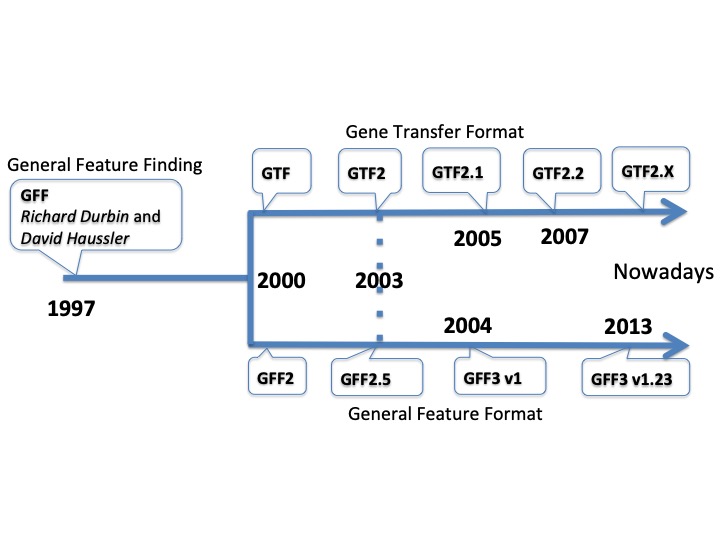 Gene Transfer Format
General Feature Finding
GFF
Richard Durbin and
David Haussler
1997
GTF
GTF2
GTF2.1
GTF2.2
GTF2.X
2005
2007
2000
2003
Nowadays
2004
2013
GFF2
GFF2.5
GFF3 v1
GFF3 v1.23
General Feature Format